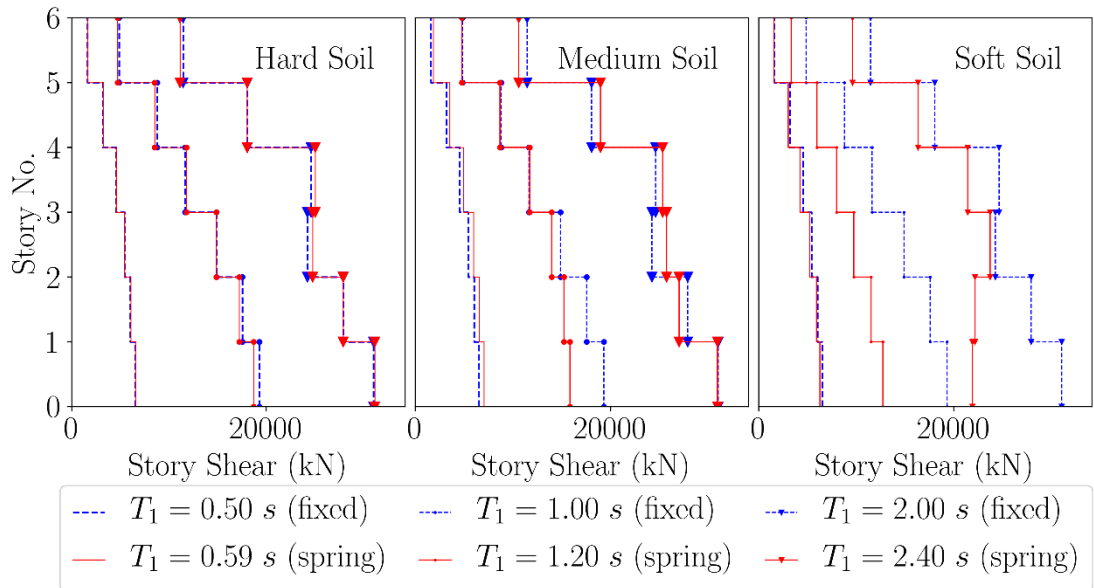 6
5
4
3
2
1
0
Story No.
Hard Soil
Medium Soil
Soft Soil
0 20000
0 20000
0 20000
Story Shear (kN)
Story Shear (kN)
Story Shear (kN)
T₁ = 0.50 s (fixed)
T₁ = 1.00 s (fixed)
T₁ = 2.00 s (fixed)
T₁ = 0.59 s (spring)
T₁ = 1.20 s (spring)
T₁ = 2.40 s (spring)